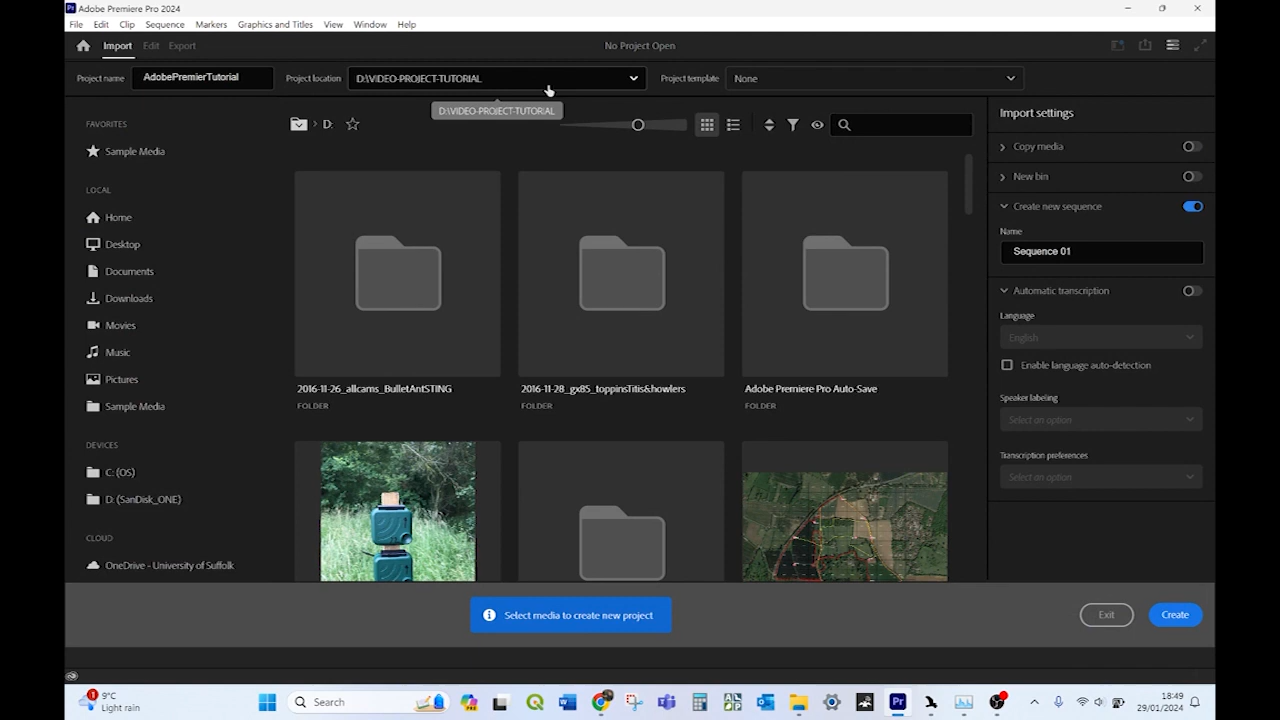 Adobe Premiere Pro 2024
File Edit Clip Sequence Markers Graphics and Titles View Window Help
Import Edit Export No Project Open
Project name AdobePremierTutorial Project location D:\VIDEO-PROJECT-TUTORIAL Project template None
D:\VIDEO-PROJECT-TUTORIAL
FAVORITES
Sample Media
LOCAL
Home
Desktop
Documents
Downloads
Movies
Music
Pictures
Sample Media
DEVICES
C: (OS)
D: (SanDisk_ONE)
CLOUD
OneDrive - University of Suffolk
D:
2016-11-26_allcams_BulletAntSTING
FOLDER
2016-11-28_gx85_toppinsTitis&howlers
FOLDER
Adobe Premiere Pro Auto-Save
FOLDER
Import settings
Copy media
New bin
Create new sequence
Name
Sequence 01
Automatic transcription
Language
English
Enable language auto-detection
Speaker labeling
Select an option
Transcription preferences
Select an option
Select media to create new project
Exit
Create
1
9°C
Light rain
Search
18:49
29/01/2024